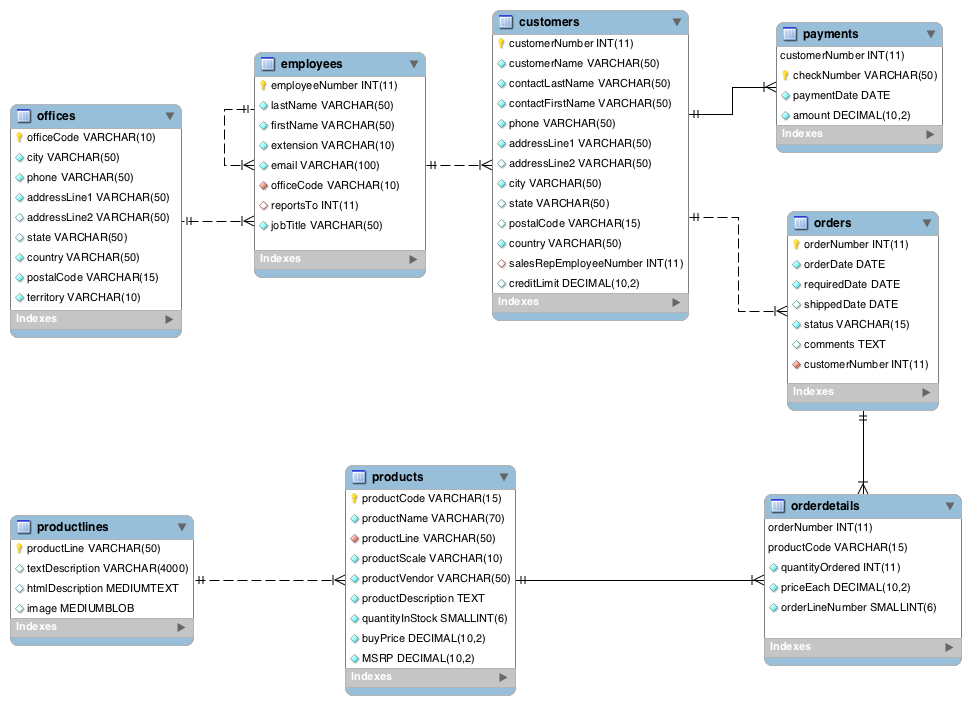 offices
officeCode VARCHAR(10)
city VARCHAR(50)
phone VARCHAR(50)
addressLine1 VARCHAR(50)
addressLine2 VARCHAR(50)
state VARCHAR(50)
country VARCHAR(50)
postalCode VARCHAR(15)
territory VARCHAR(10)
Indexes
employees
employeeNumber INT(11)
lastName VARCHAR(50)
firstName VARCHAR(50)
extension VARCHAR(10)
email VARCHAR(100)
officeCode VARCHAR(10)
reportsTo INT(11)
jobTitle VARCHAR(50)
Indexes
customers
customerNumber INT(11)
customerName VARCHAR(50)
contactLastName VARCHAR(50)
contactFirstName VARCHAR(50)
phone VARCHAR(50)
addressLine1 VARCHAR(50)
addressLine2 VARCHAR(50)
city VARCHAR(50)
state VARCHAR(50)
postalCode VARCHAR(15)
country VARCHAR(50)
salesRepEmployeeNumber INT(11)
creditLimit DECIMAL(10,2)
Indexes
payments
customerNumber INT(11)
checkNumber VARCHAR(50)
paymentDate DATE
amount DECIMAL(10,2)
Indexes
orders
orderNumber INT(11)
orderDate DATE
requiredDate DATE
shippedDate DATE
status VARCHAR(15)
comments TEXT
customerNumber INT(11)
Indexes
productlines
productLine VARCHAR(50)
textDescription VARCHAR(4000)
htmlDescription MEDIUMTEXT
image MEDIUMBLOB
Indexes
products
productCode VARCHAR(15)
productName VARCHAR(70)
productLine VARCHAR(50)
productScale VARCHAR(10)
productVendor VARCHAR(50)
productDescription TEXT
quantityInStock SMALLINT(6)
buyPrice DECIMAL(10,2)
MSRP DECIMAL(10,2)
Indexes
orderdetails
orderNumber INT(11)
productCode VARCHAR(15)
quantityOrdered INT(11)
priceEach DECIMAL(10,2)
orderLineNumber SMALLINT(6)
Indexes